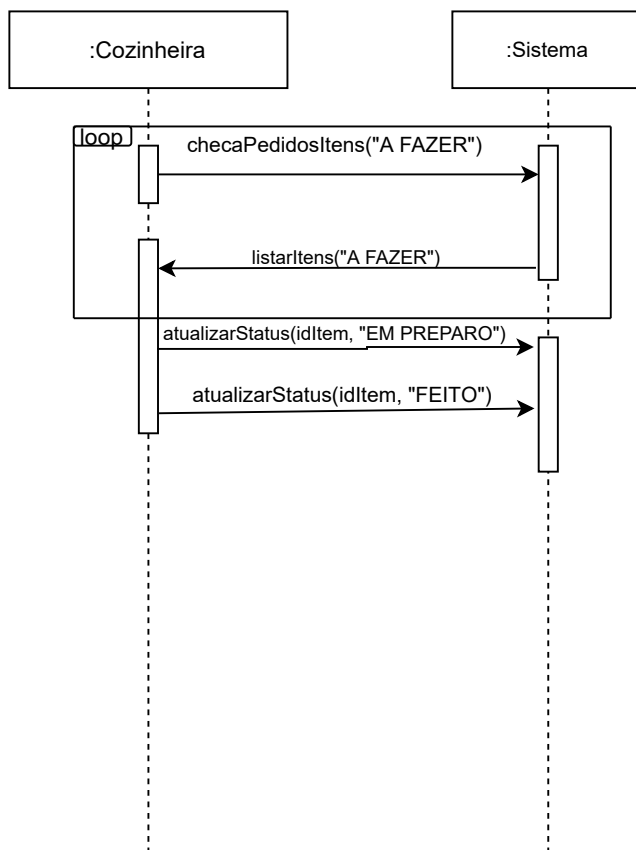 :Cozinheira
:Sistema
loop
checaPedidosItens("A FAZER")
listarItens("A FAZER")
atualizarStatus(idItem, "EM PREPARO")
atualizarStatus(idItem, "FEITO")